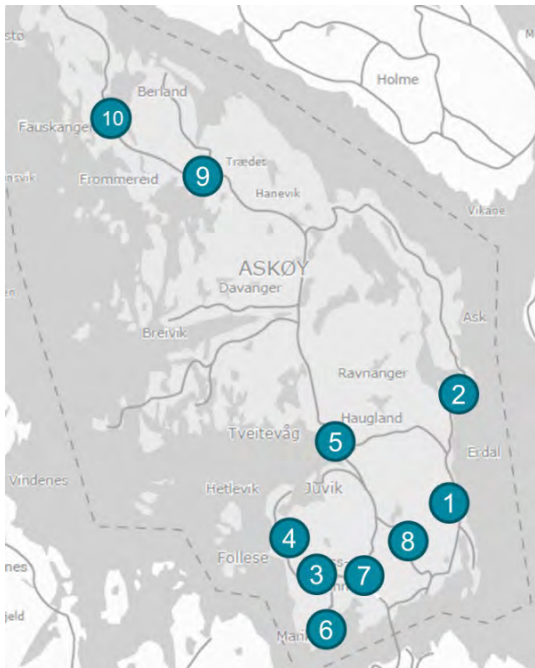 Holme
Berland
10
Fauskanger
Trædet
9
Frommereid
Hanevik
Vikane
ASKØY
Davanger
Ask
Breivik
Ravnanger
2
Haugland
Tveitevåg
5
Erdal
Vindenes
Hetlevik
Juvik
1
4
8
Follese
3
7
6